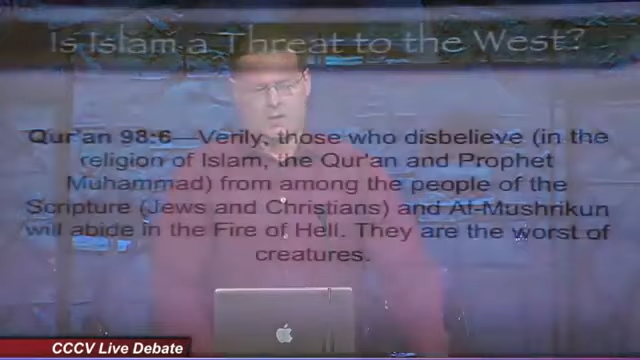 Is Islam a Threat to the West?
Qur'an 98:6—Verily, those who disbelieve (in the
religion of Islam, the Qur'an and Prophet
Muhammad) from among the people of the
Scripture (Jews and Christians) and Al-Mushrikun
will abide in the Fire of Hell. They are the worst of
creatures.
CCCV Live Debate